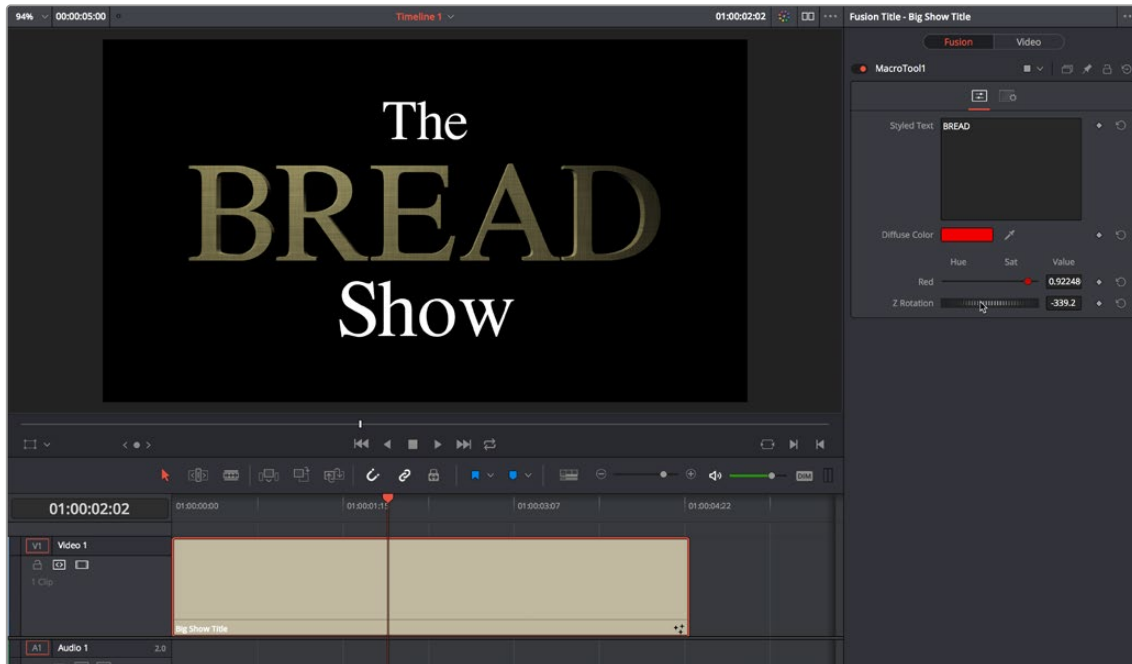 94% 00:00:05:00 Timeline 1 01:00:02:02 Fusion Title - Big Show Title
Fusion Video
MacroTool1
The
BREAD
Show
Styled Text BREAD
Diffuse Color
Hue Sat Value
Red 0.92248
Z Rotation -339.2
DIM
01:00:02:02 01:00:00:00 01:00:03:07 01:00:04:22
V1 Video 1
1 Clip
Big Show Title
A1 Audio 1 2.0